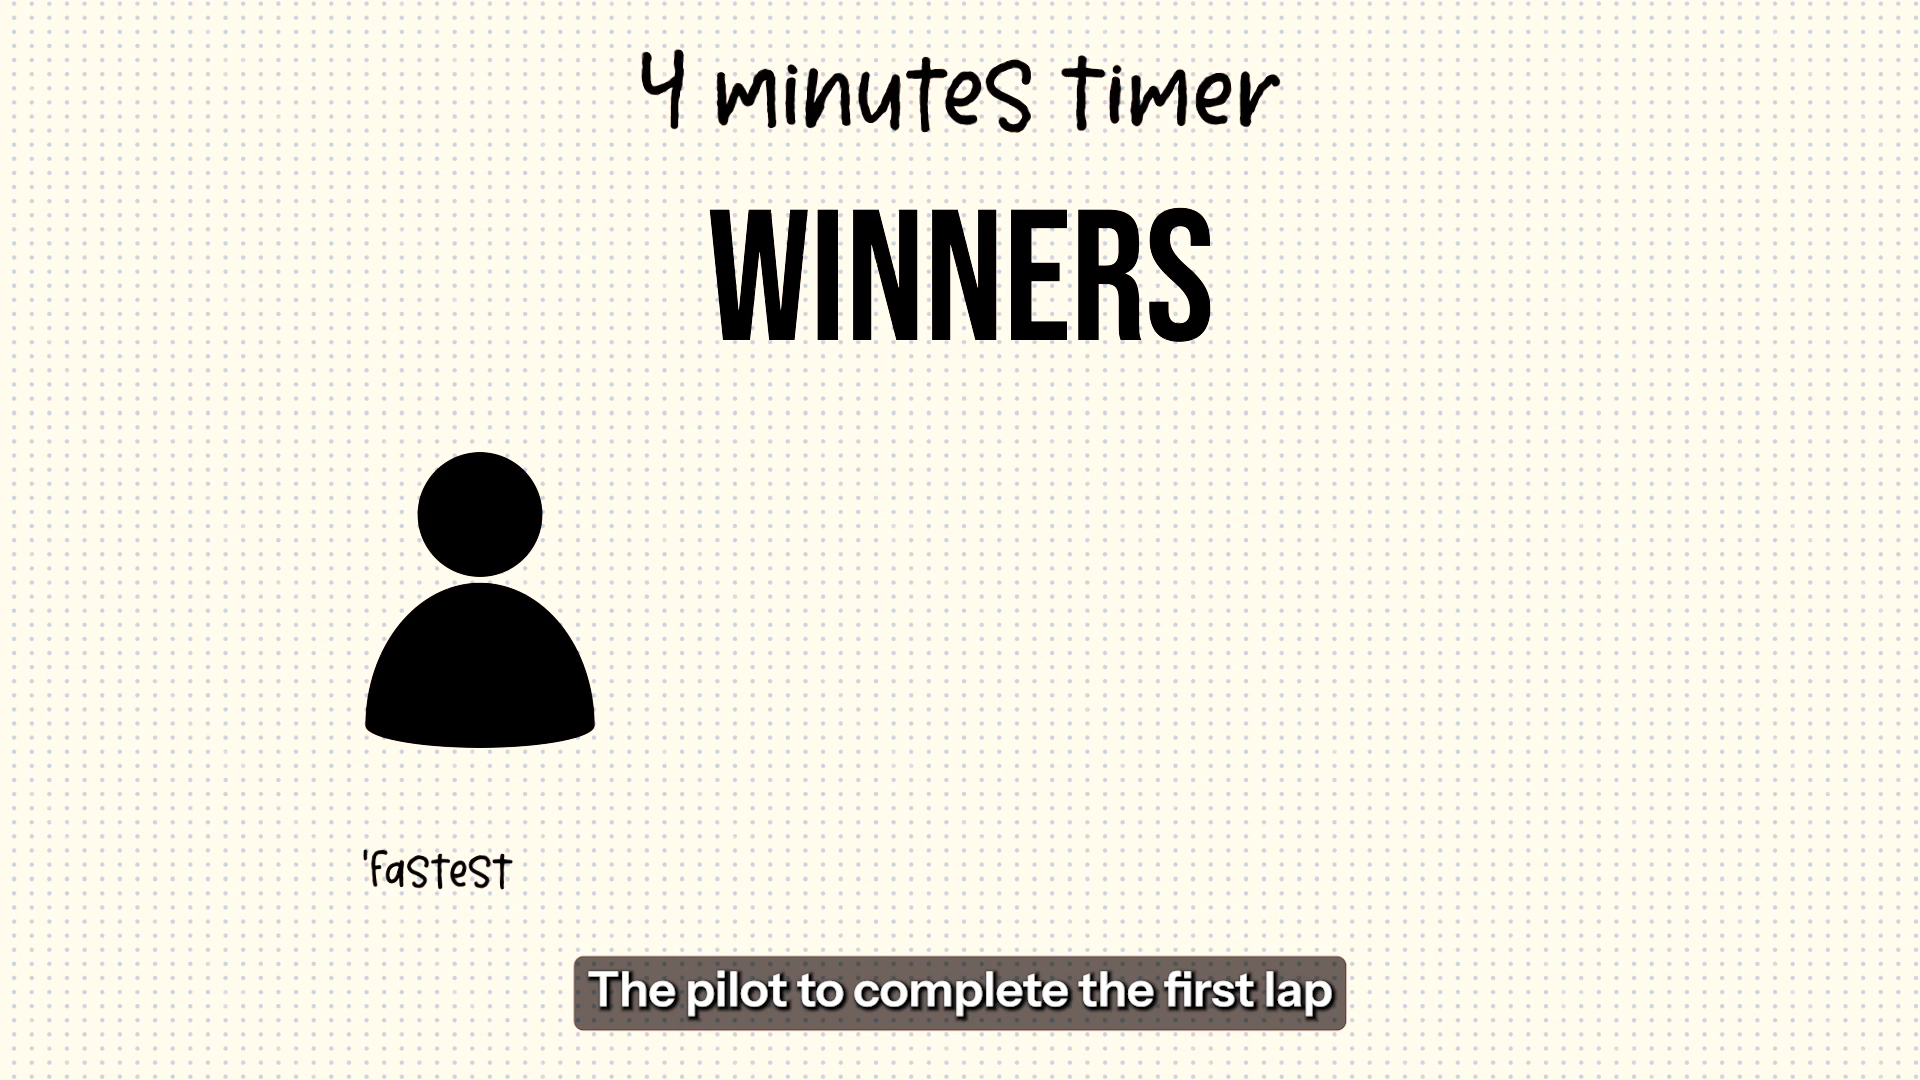 4 minutes timer
WINNERS
'fastest
The pilot to complete the first lap